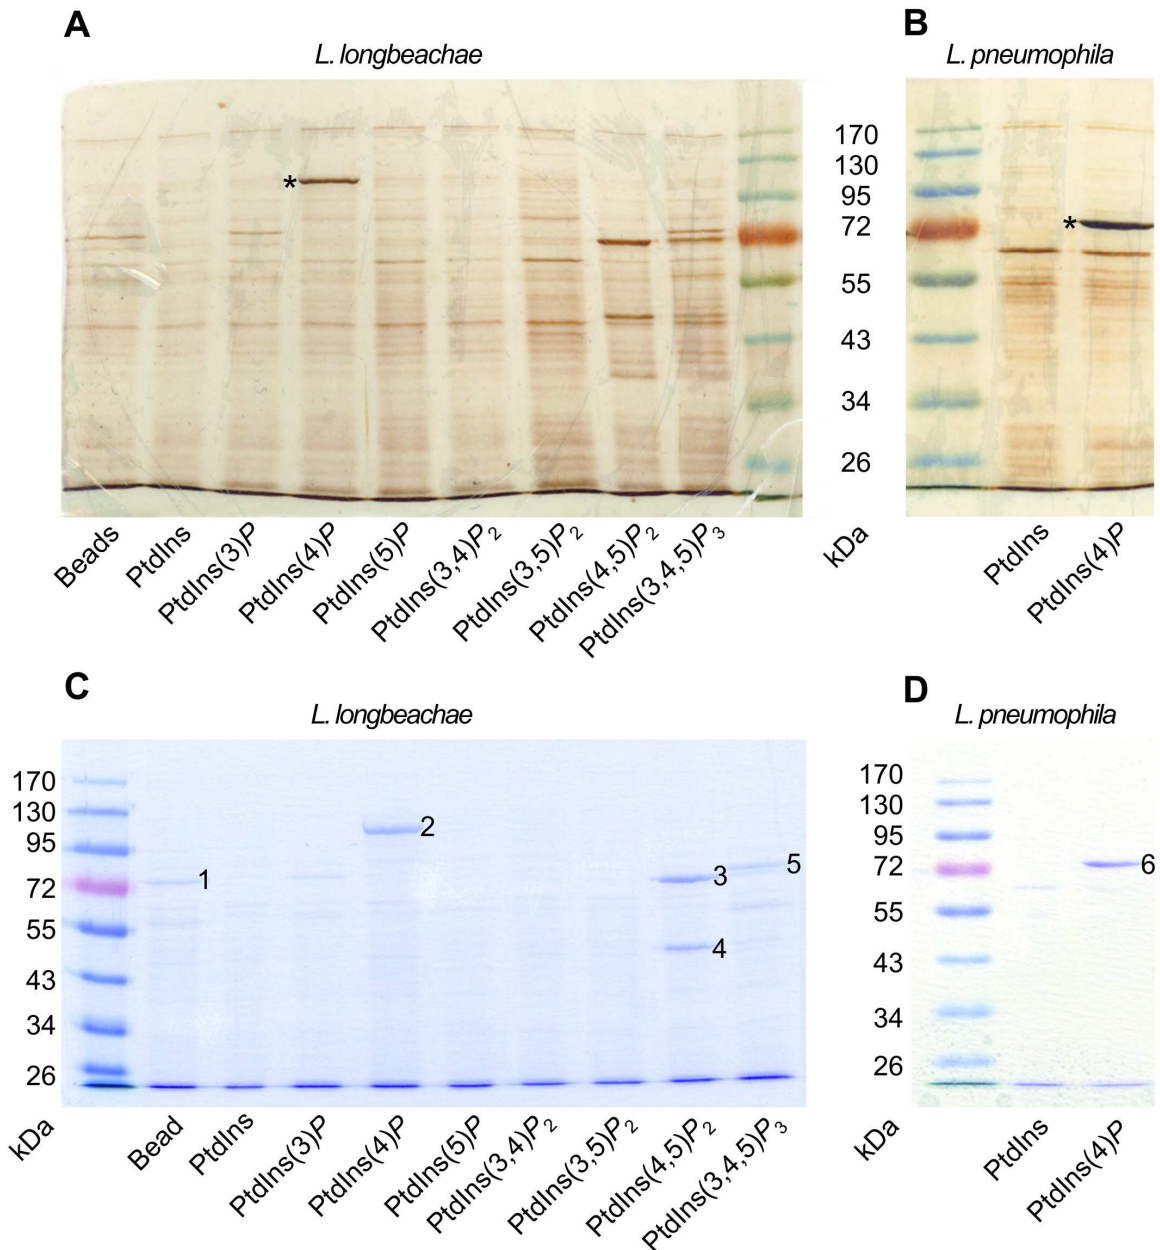 A
B
L. longbeachae
L. pneumophila
*
*
170
130
95
72
55
43
34
26
kDa
Beads
PtdIns
PtdIns(3)P
PtdIns(4)P
PtdIns(5)P
PtdIns(3,4)P2
PtdIns(3,5)P2
PtdIns(4,5)P2
PtdIns(3,4,5)P3
PtdIns
PtdIns(4)P
C
D
L. longbeachae
L. pneumophila
170
130
95
72
55
43
34
26
kDa
1
2
3
4
5
Bead
PtdIns
PtdIns(3)P
PtdIns(4)P
PtdIns(5)P
PtdIns(3,4)P2
PtdIns(3,5)P2
PtdIns(4,5)P2
PtdIns(3,4,5)P3
170
130
95
72
55
43
34
26
kDa
6
PtdIns
PtdIns(4)P